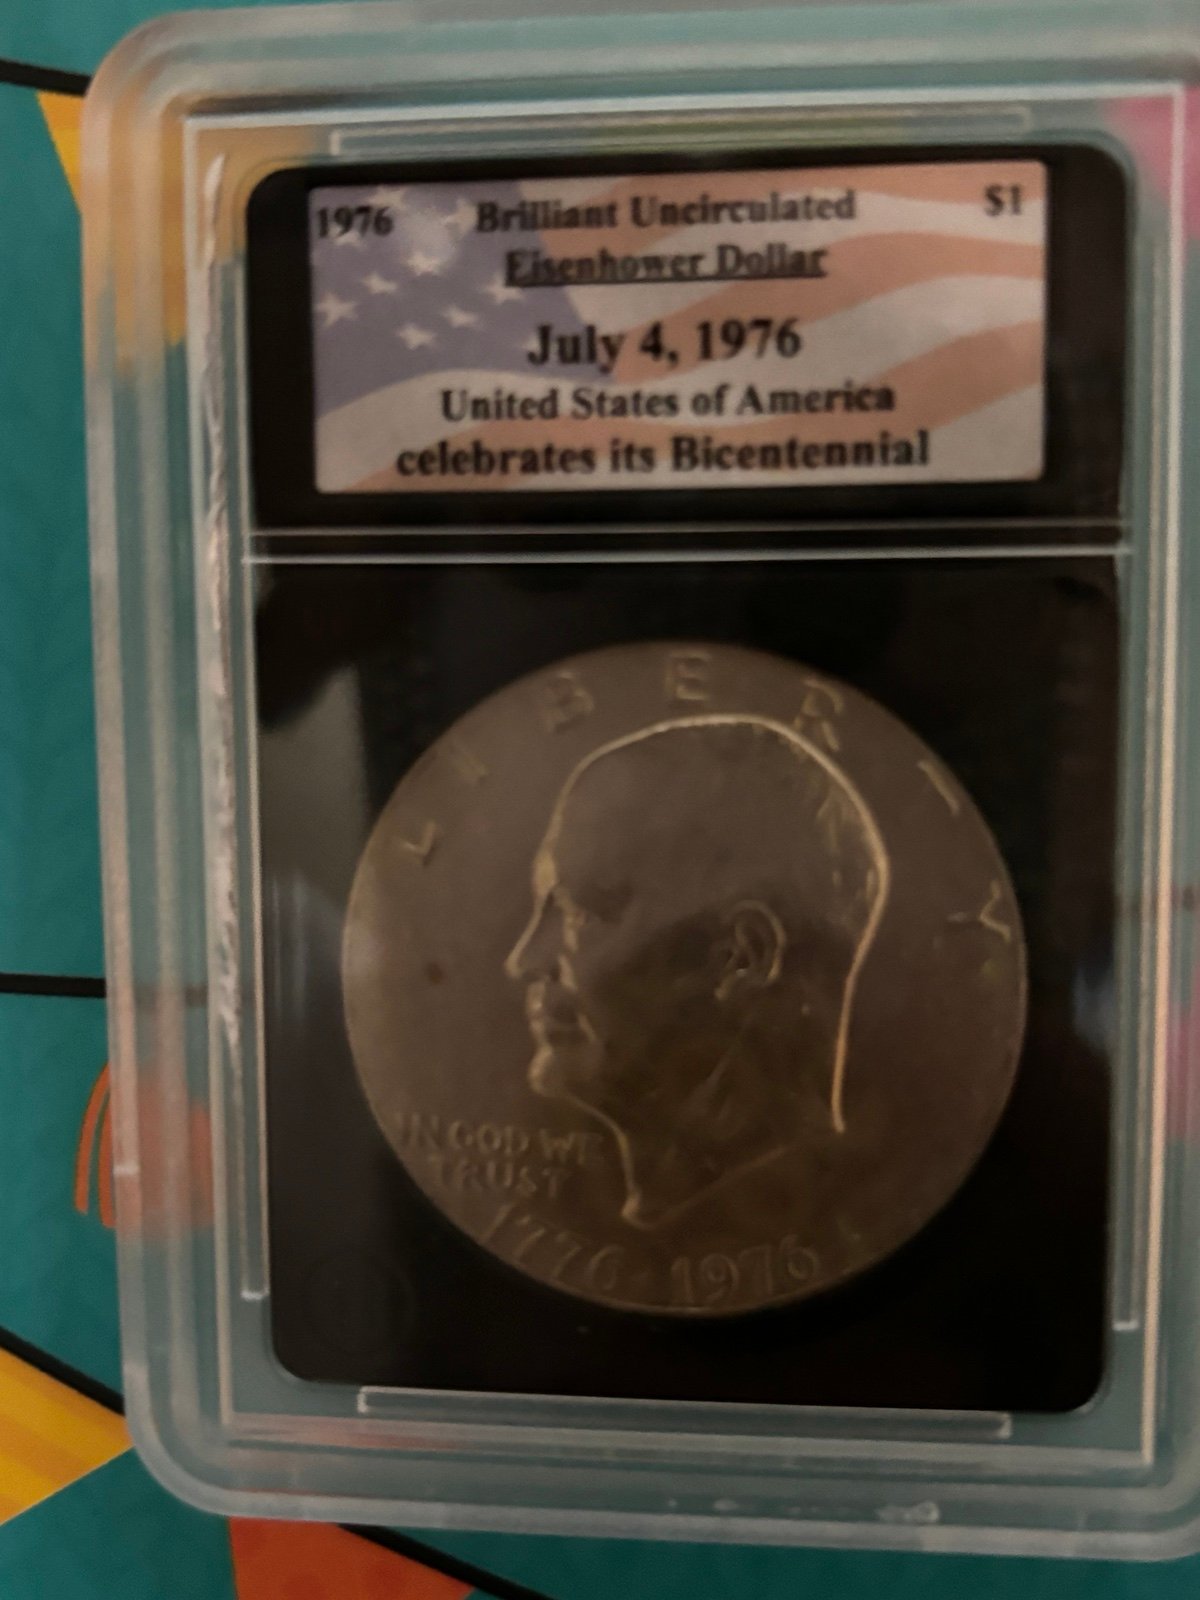 1976 Brilliant Uncirculated $1
Eisenhower Dollar
July 4, 1976
United States of America
celebrates its Bicentennial
LIBERTY
IN GOD WE
TRUST
1776-1976